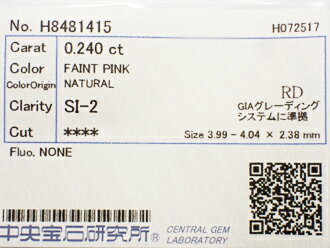 No. H8481415
H072517
Carat 0.240 ct
Color FAINT PINK
ColorOrigin NATURAL
Clarity SI-2
RD
GIAグレーディング
システムに準拠
Cut ****
Size 3.99 - 4.04 × 2.38 mm
Fluo. NONE
中央宝石研究所®
CENTRAL GEM
LABORATORY